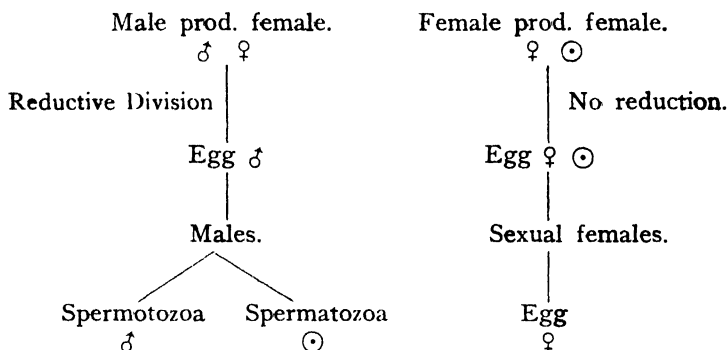 Male prod. female. Female prod. female.
♂ ♀ ♀ ☉
Reductive Division No reduction.
Egg ♂ Egg ♀ ☉
Males. Sexual females.
Spermotozoa Spermatozoa Egg
♂ ☉ ♀